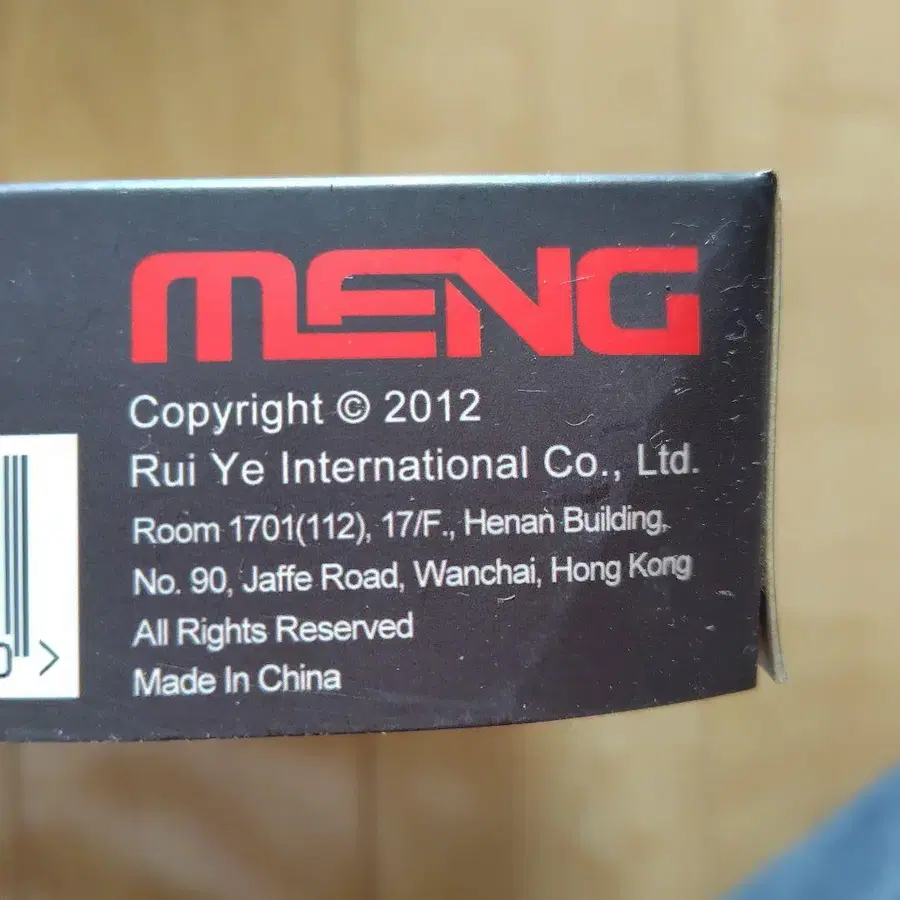 MENG
Copyright © 2012
Rui Ye International Co., Ltd.
Room 1701(112), 17/F., Henan Building,
No. 90, Jaffe Road, Wanchai, Hong Kong
All Rights Reserved
Made In China
>